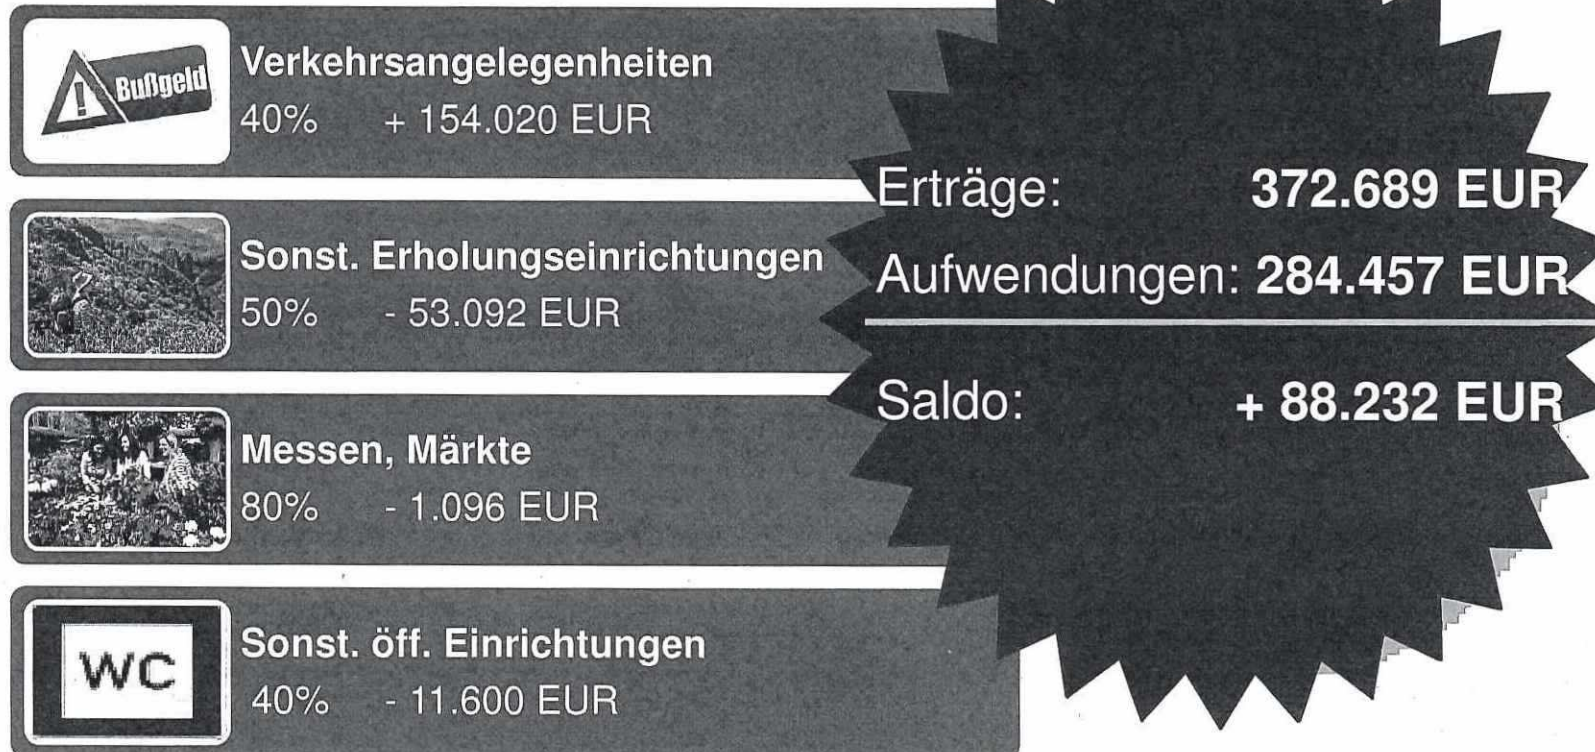 Bußgeld
Verkehrsangelegenheiten
40% + 154.020 EUR
Sonst. Erholungseinrichtungen
50% - 53.092 EUR
Messen, Märkte
80% - 1.096 EUR
WC
Sonst. öff. Einrichtungen
40% - 11.600 EUR
Erträge: 372.689 EUR
Aufwendungen: 284.457 EUR
Saldo: + 88.232 EUR